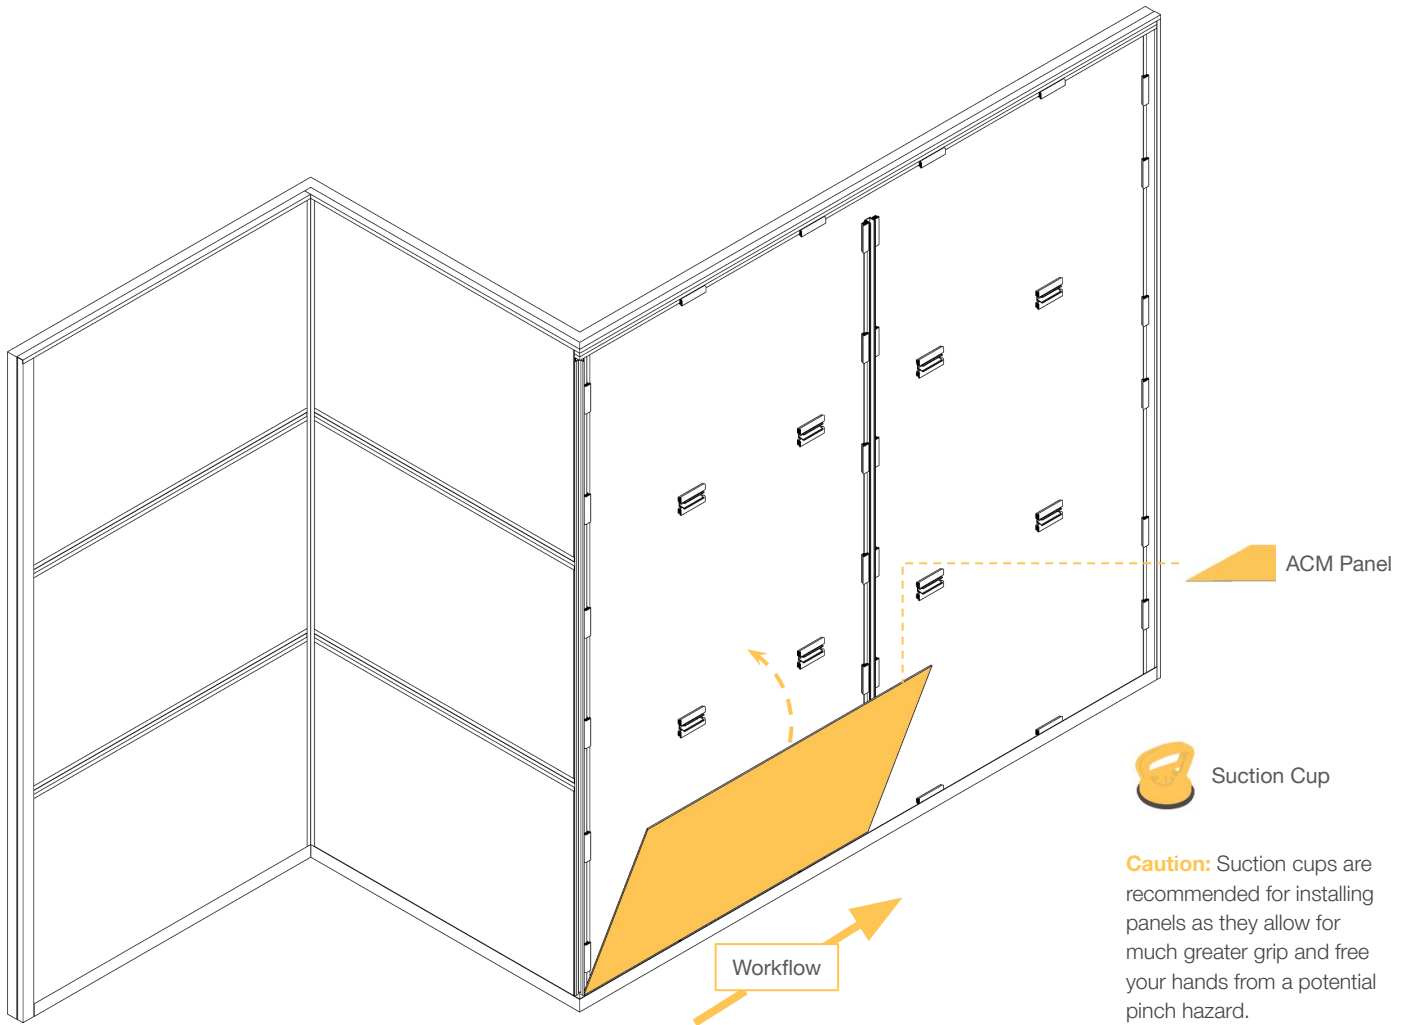 ACM Panel
Suction Cup
Caution: Suction cups are
recommended for installing
panels as they allow for
much greater grip and free
your hands from a potential
pinch hazard.
Workflow